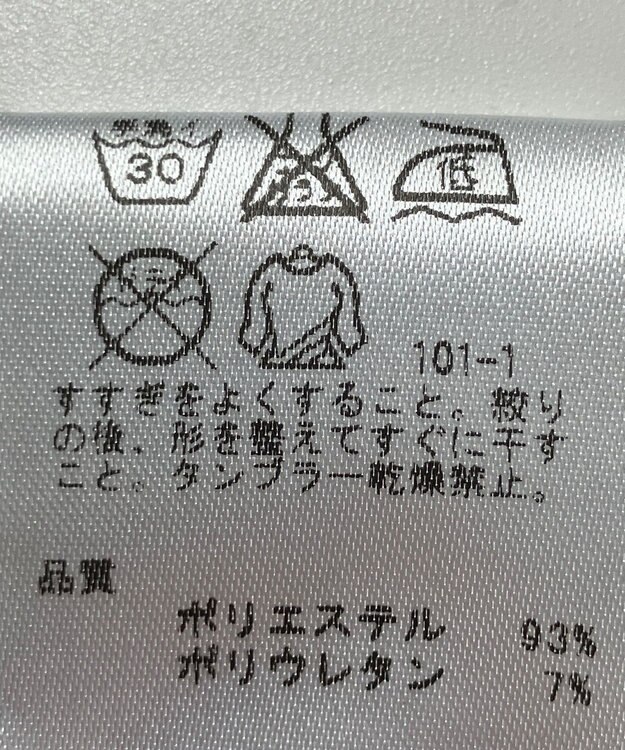 30
低
101-1
すすぎをよくすること。絞り
の後、形を整えてすぐに干す
こと。タンブラー乾燥禁止。
品質
ポリエステル 93%
ポリウレタン 7%